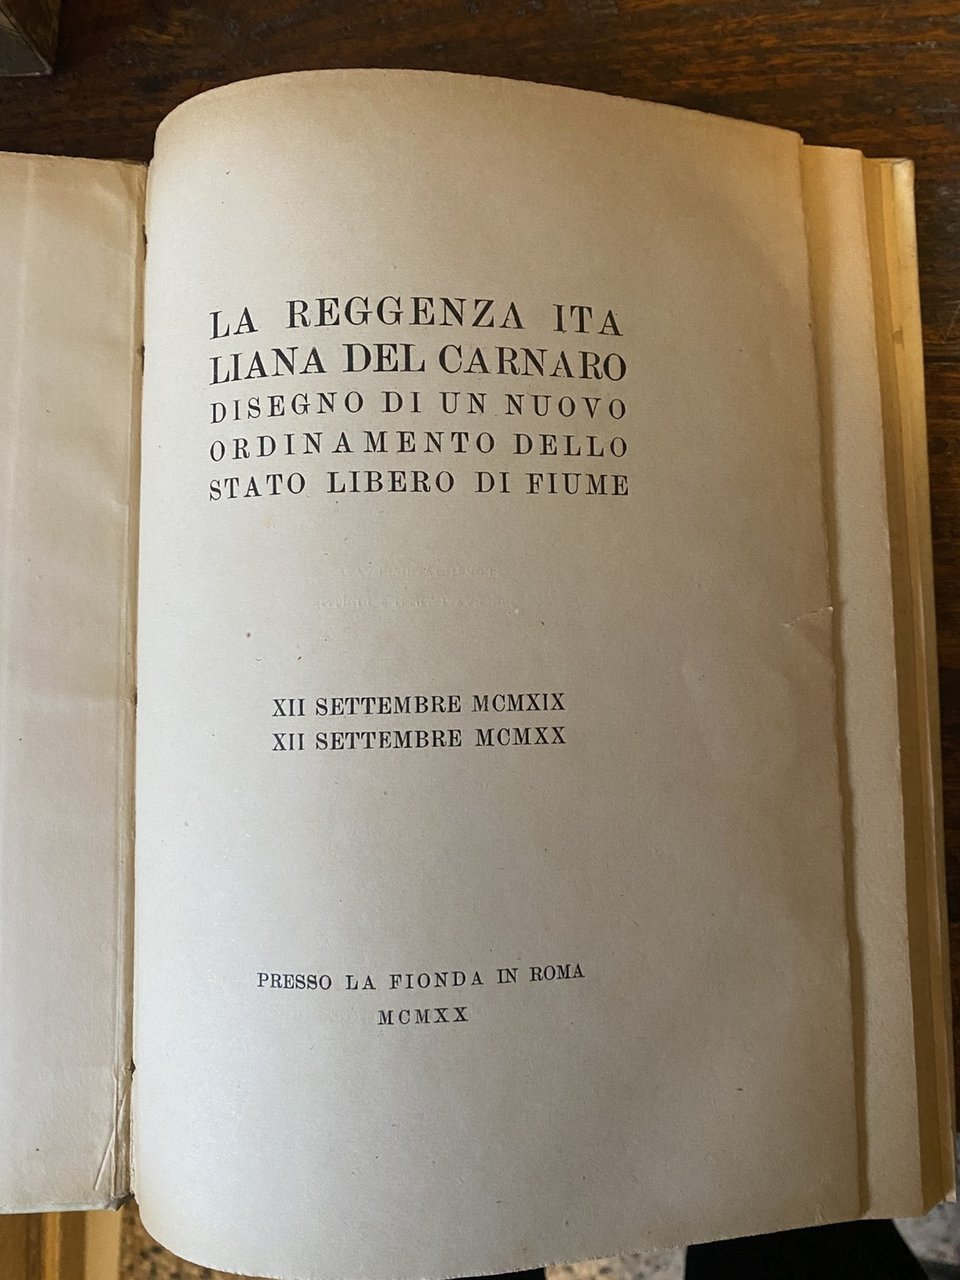 LA REGGENZA ITA
LIANA DEL CARNARO
DISEGNO DI UN NUOVO
ORDINAMENTO DELLO
STATO LIBERO DI FIUME
XII SETTEMBRE MCMXIX
XII SETTEMBRE MCMXX
PRESSO LA FIONDA IN ROMA
MCMXX